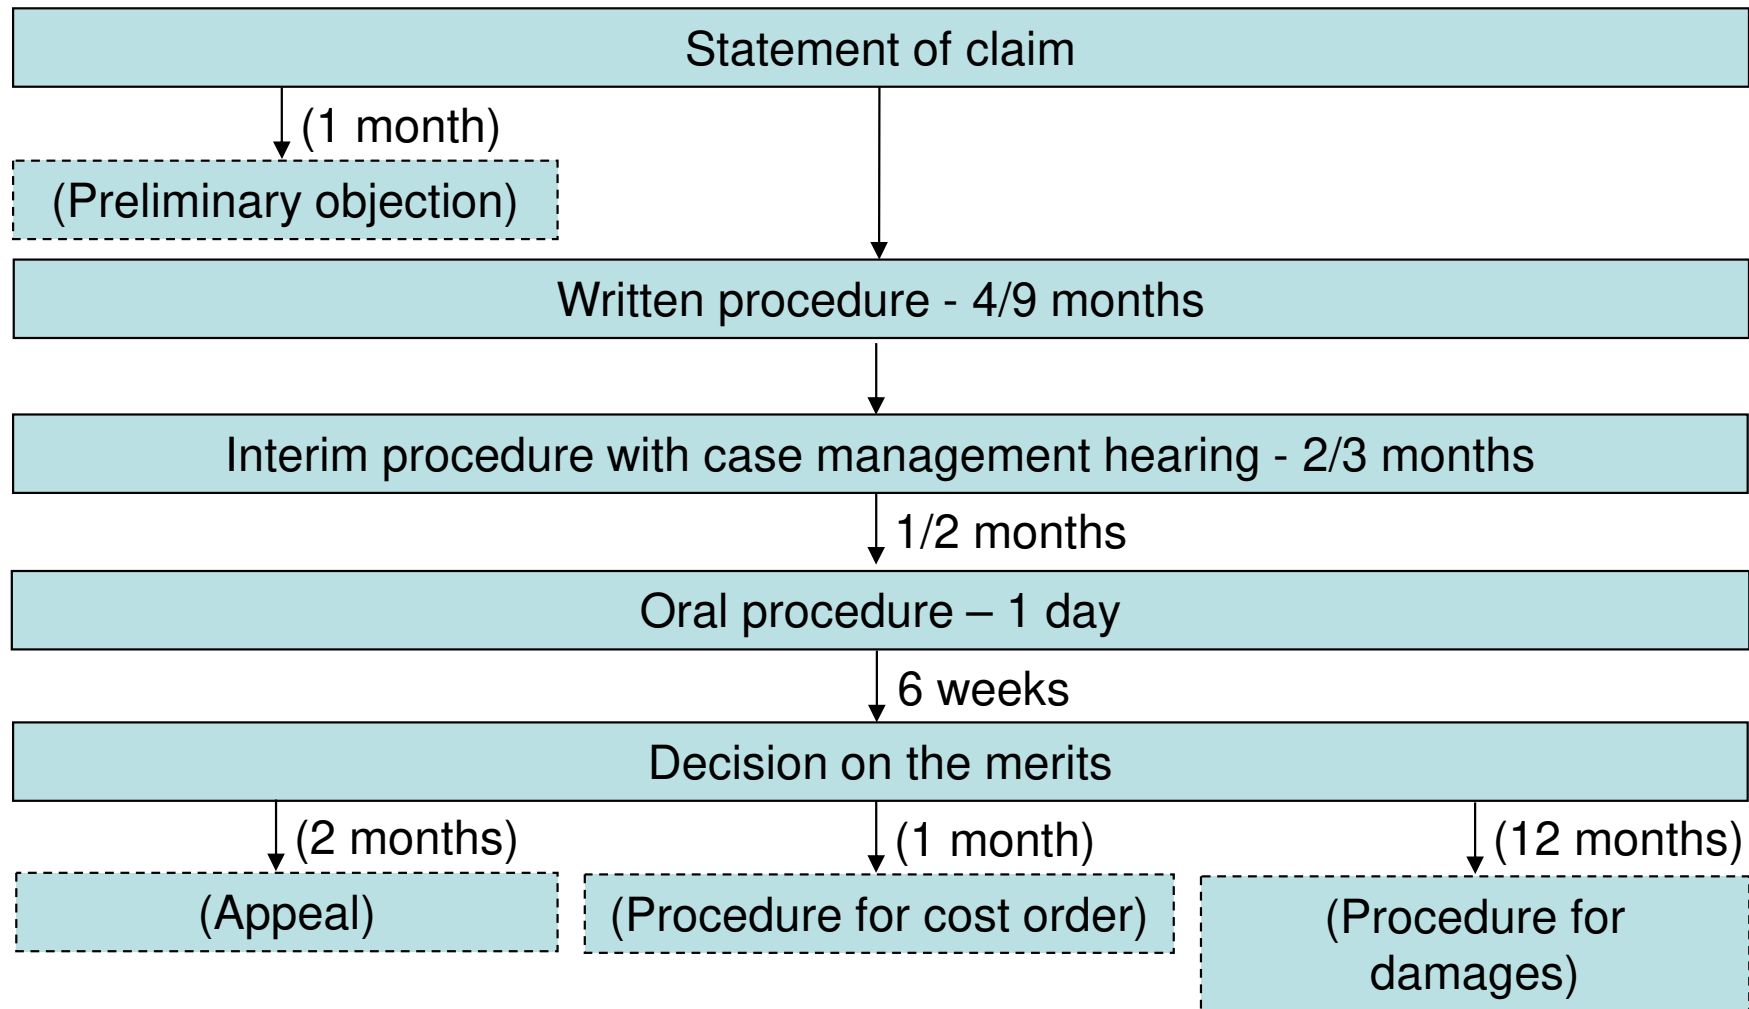 Statement of claim
(1 month)
(Preliminary objection)
Written procedure - 4/9 months
Interim procedure with case management hearing - 2/3 months
1/2 months
Oral procedure – 1 day
6 weeks
Decision on the merits
(2 months)
(1 month)
(12 months)
(Appeal)
(Procedure for cost order)
(Procedure for
damages)